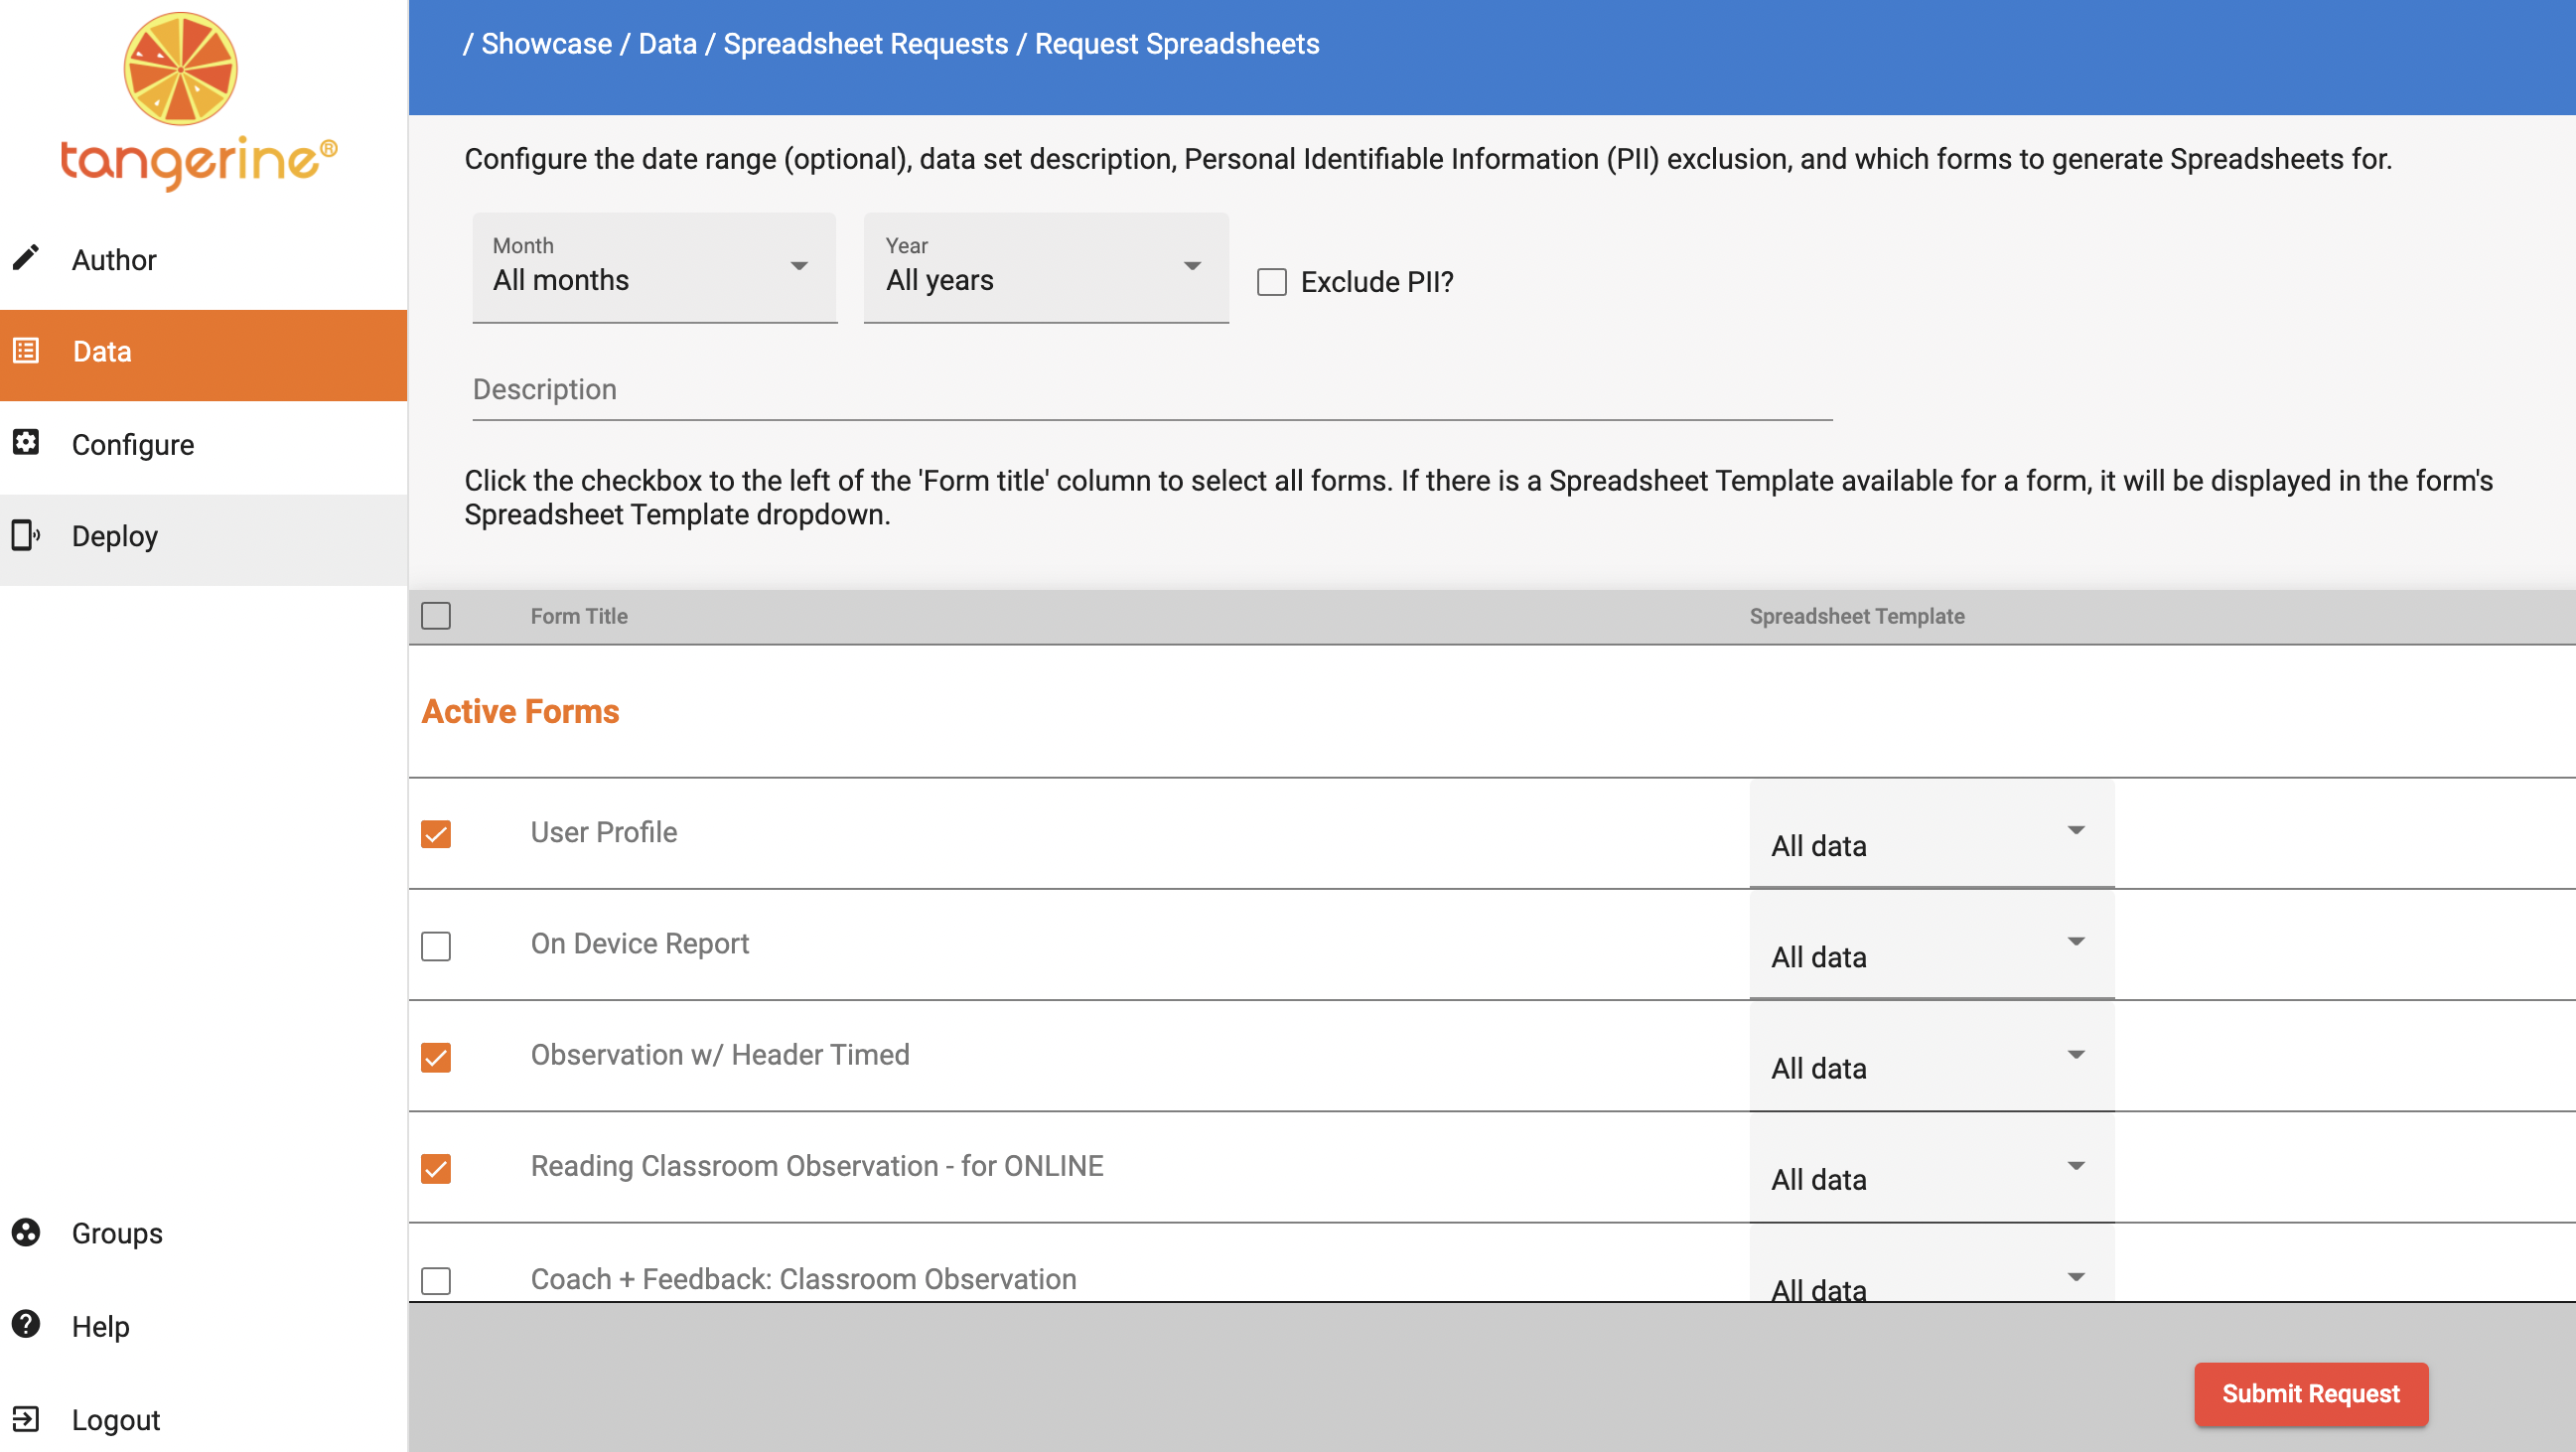 tangerine®
Author
Data
Configure
Deploy
Groups
Help
Logout
/ Showcase / Data / Spreadsheet Requests / Request Spreadsheets
Configure the date range (optional), data set description, Personal Identifiable Information (PII) exclusion, and which forms to generate Spreadsheets for.
Month
All months
Year
All years
Exclude PII?
Description
Click the checkbox to the left of the 'Form title' column to select all forms. If there is a Spreadsheet Template available for a form, it will be displayed in the form's
Spreadsheet Template dropdown.
Form Title Spreadsheet Template
Active Forms
User Profile All data
On Device Report All data
Observation w/ Header Timed All data
Reading Classroom Observation - for ONLINE All data
Coach + Feedback: Classroom Observation All data
Submit Request